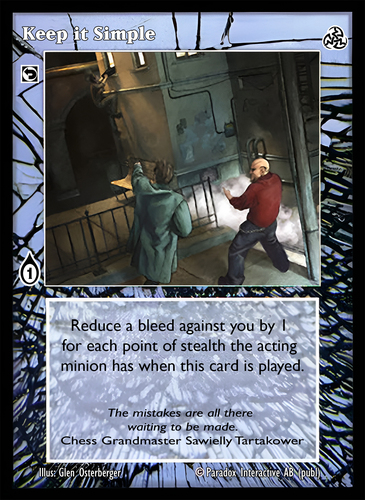 Keep it Simple
1
Reduce a bleed against you by 1
for each point of stealth the acting
minion has when this card is played.
The mistakes are all there
waiting to be made.
Chess Grandmaster Sawielly Tartakower
Illus: Glen Osterberger © Paradox Interactive AB (publ)